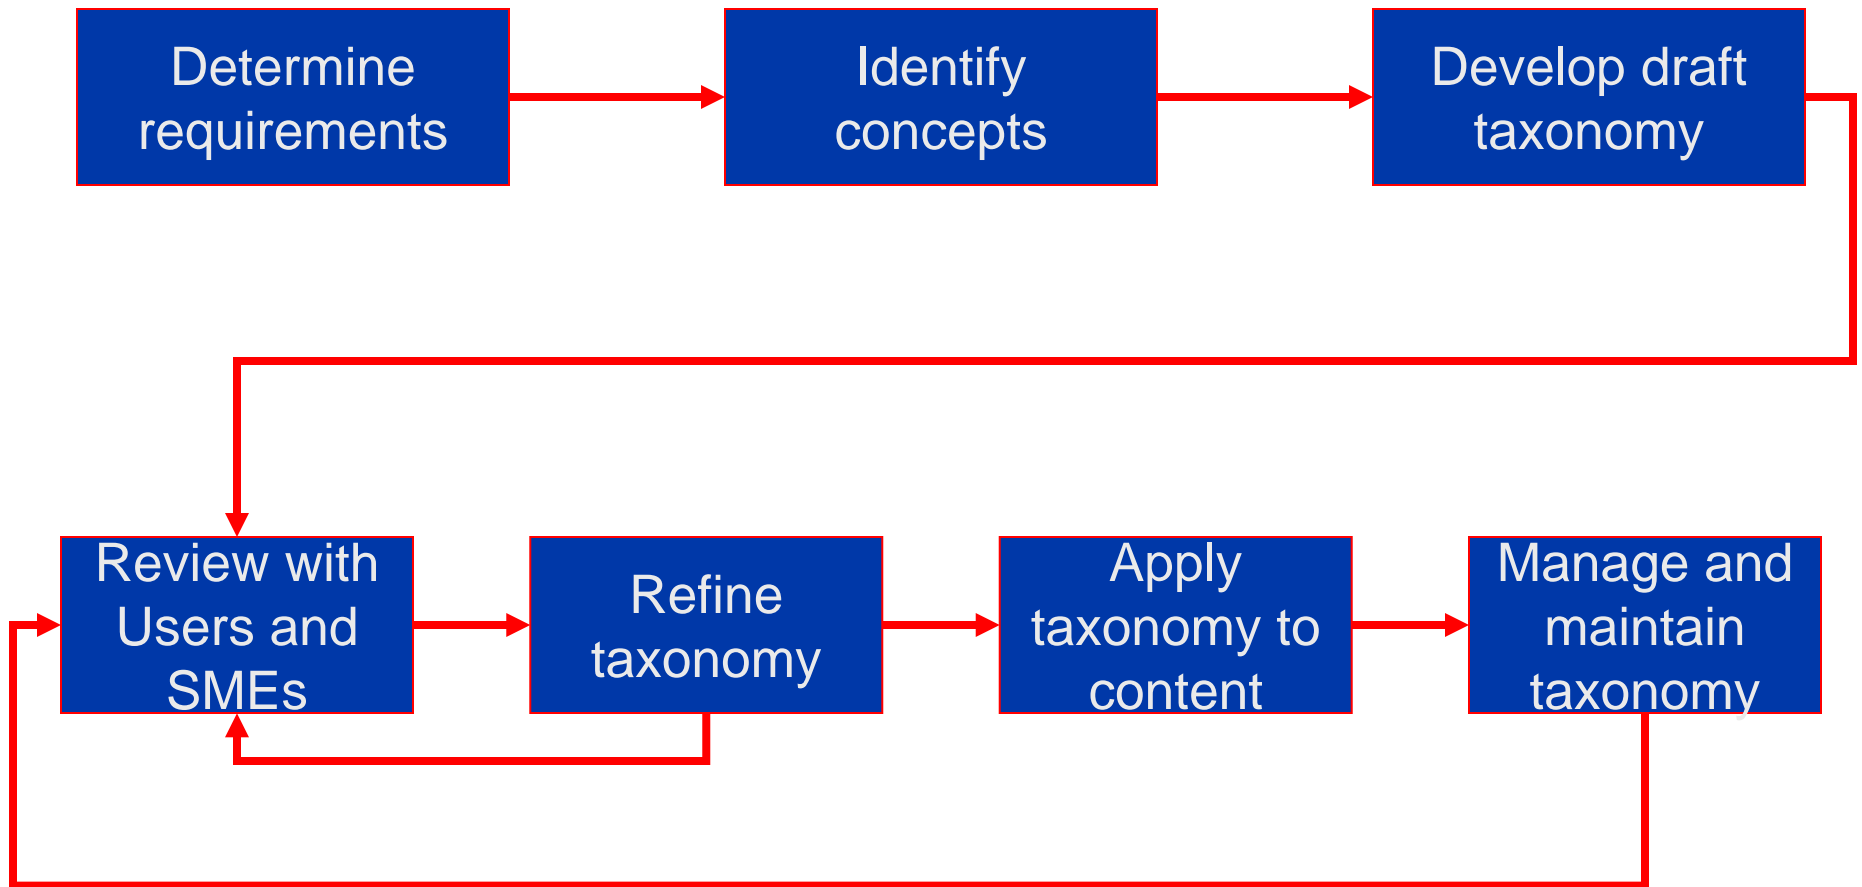 Determine
requirements
Identify
concepts
Develop draft
taxonomy
Review with
Users and
SMEs
Refine
taxonomy
Apply
taxonomy to
content
Manage and
maintain
taxonomy